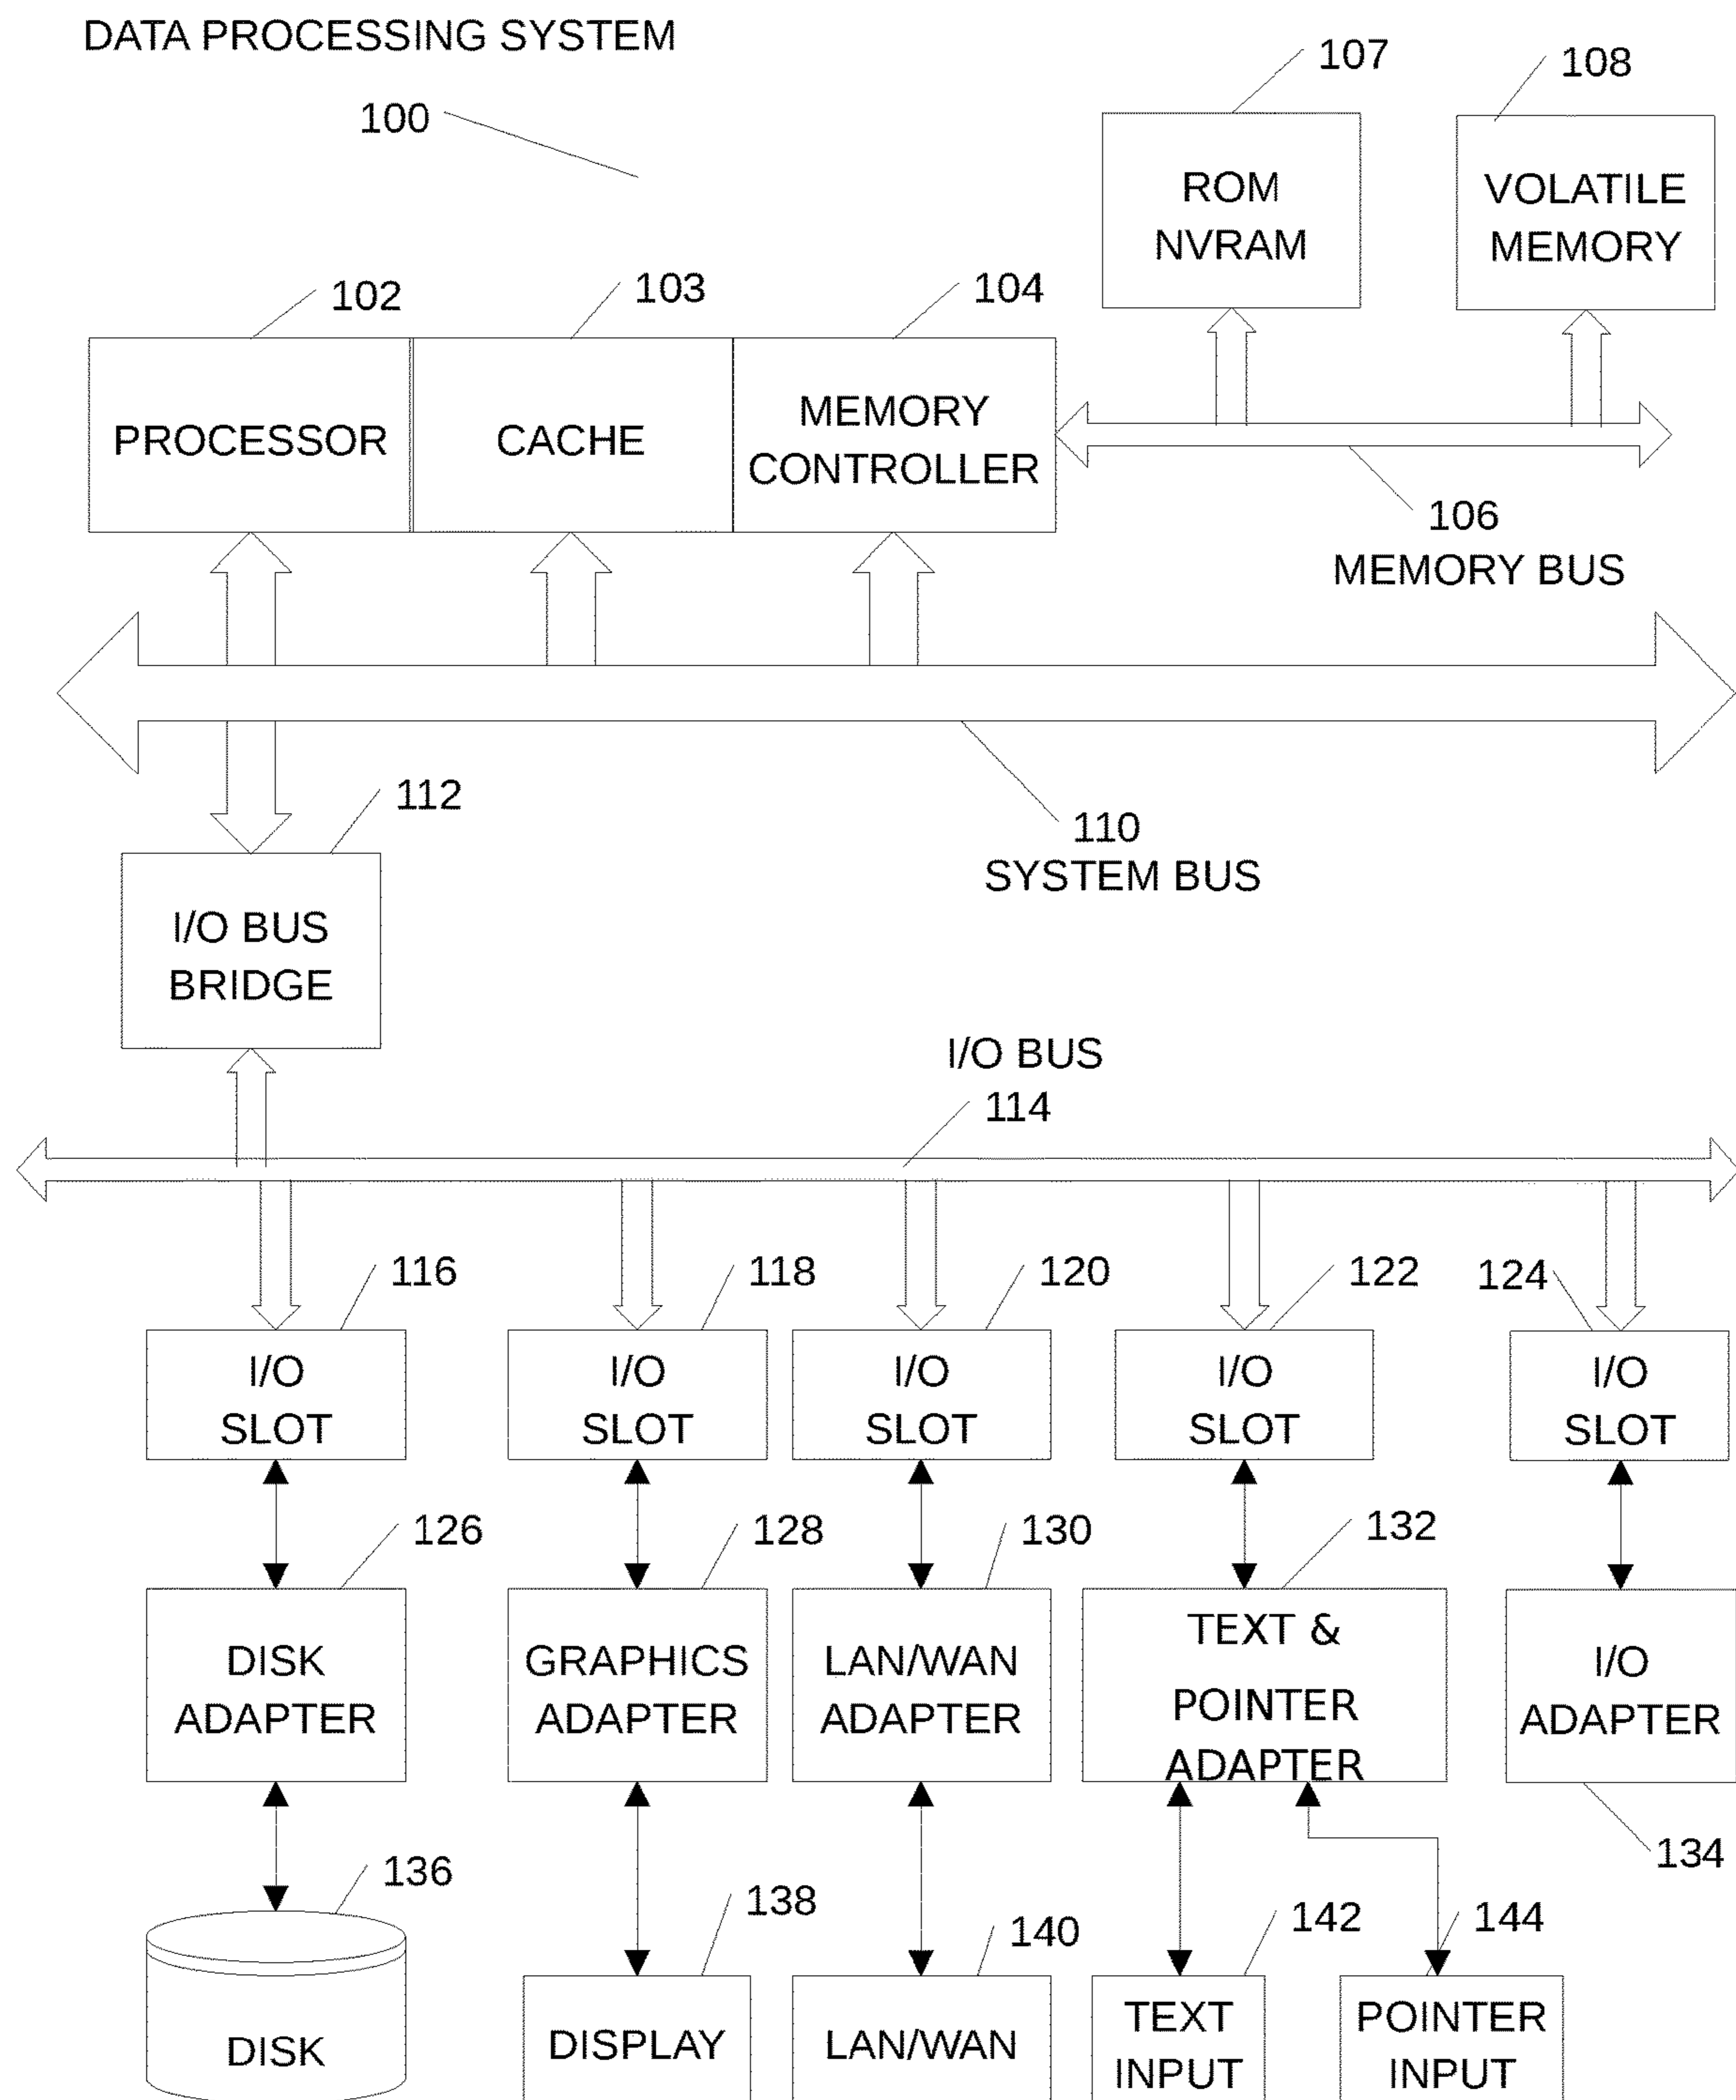 DATA PROCESSING SYSTEM
100
107
108
ROM
NVRAM
VOLATILE
MEMORY
102
103
104
PROCESSOR
CACHE
MEMORY
CONTROLLER
106
MEMORY BUS
112
110
SYSTEM BUS
I/O BUS
BRIDGE
I/O BUS
114
116
118
120
122
124
I/O
SLOT
I/O
SLOT
I/O
SLOT
I/O
SLOT
I/O
SLOT
126
128
130
132
DISK
ADAPTER
GRAPHICS
ADAPTER
LAN/WAN
ADAPTER
TEXT &
POINTER
ADAPTER
I/O
ADAPTER
134
136
138
140
142
144
DISK
DISPLAY
LAN/WAN
TEXT
INPUT
POINTER
INPUT